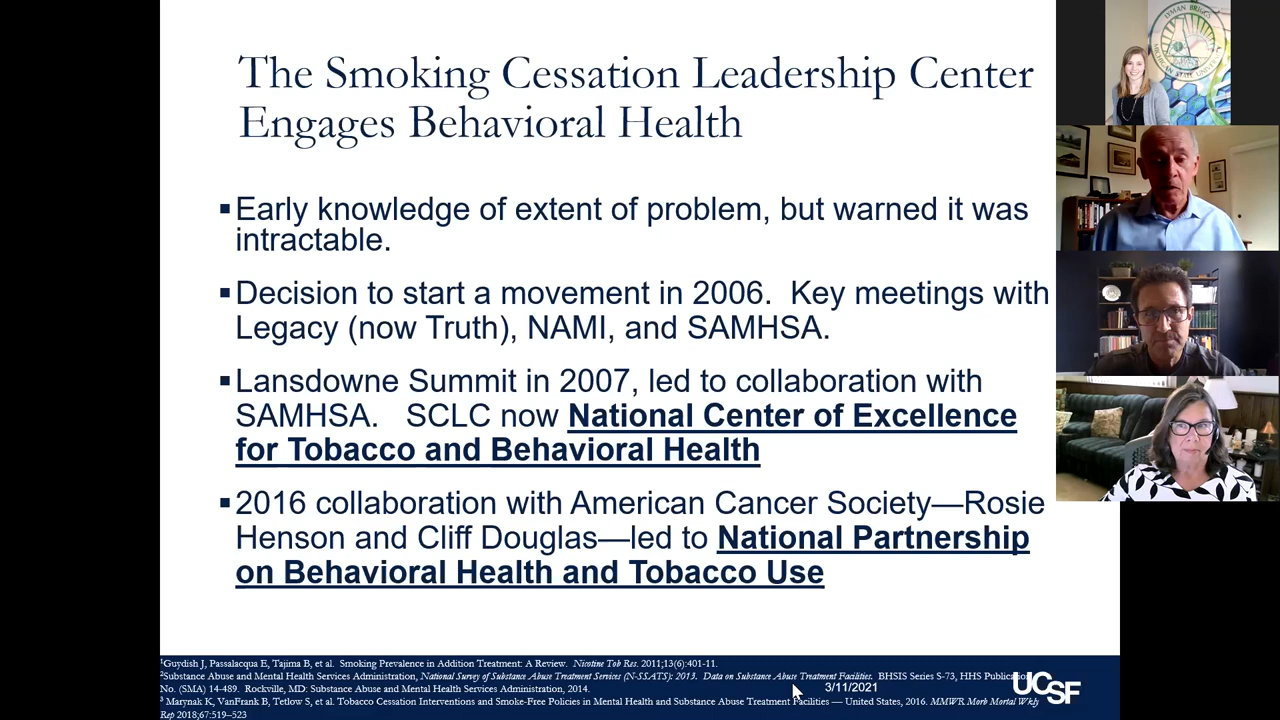 The Smoking Cessation Leadership Center
Engages Behavioral Health
▪Early knowledge of extent of problem, but warned it was
intractable.
▪Decision to start a movement in 2006.  Key meetings with
Legacy (now Truth), NAMI, and SAMHSA.
▪Lansdowne Summit in 2007, led to collaboration with
SAMHSA.   SCLC now National Center of Excellence
for Tobacco and Behavioral Health
▪2016 collaboration with American Cancer Society—Rosie
Henson and Cliff Douglas—led to National Partnership
on Behavioral Health and Tobacco Use
1Guydish J, Passalacqua E, Tajima B, et al.  Smoking Prevalence in Addition Treatment: A Review.  Nicotine Tob Res. 2011;13(6):401-11.
2Substance Abuse and Mental Health Services Administration, National Survey of Substance Abuse Treatment Services (N-SSATS): 2013.  Data on Substance Abuse Treatment Facilities.  BHSIS Series S-73, HHS Publication
No. (SMA) 14-489.  Rockville, MD: Substance Abuse and Mental Health Services Administration, 2014.
3 Marynak K, VanFrank B, Tetlow S, et al. Tobacco Cessation Interventions and Smoke-Free Policies in Mental Health and Substance Abuse Treatment Facilities — United States, 2016. MMWR Morb Mortal Wkly
Rep 2018;67:519–523
3/11/2021
UCSF
LYMAN BRIGGS
MICHIGAN STATE UNIVERSITY